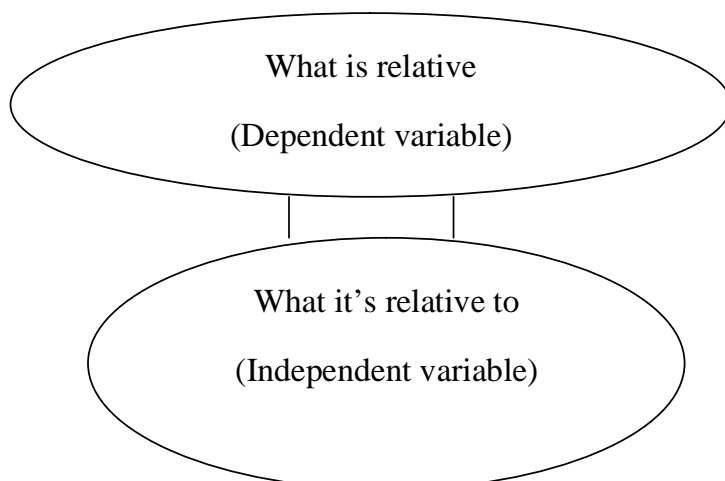 What is relative
(Dependent variable)
What it’s relative to
(Independent variable)